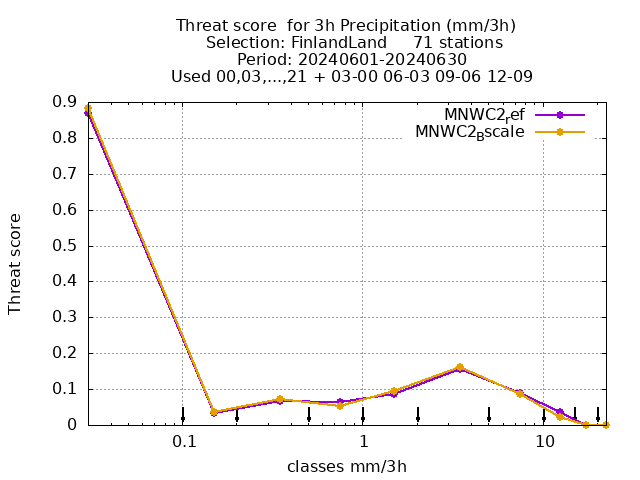 Threat score  for 3h Precipitation (mm/3h)
Selection: FinlandLand     71 stations
Period: 20240601-20240630
Used 00,03,...,21 + 03-00 06-03 09-06 12-09
MNWC2ref
MNWC2Bscale
0.9
0.8
0.7
0.6
0.5
0.4
0.3
0.2
0.1
0
Threat score
0.1
1
10
classes mm/3h